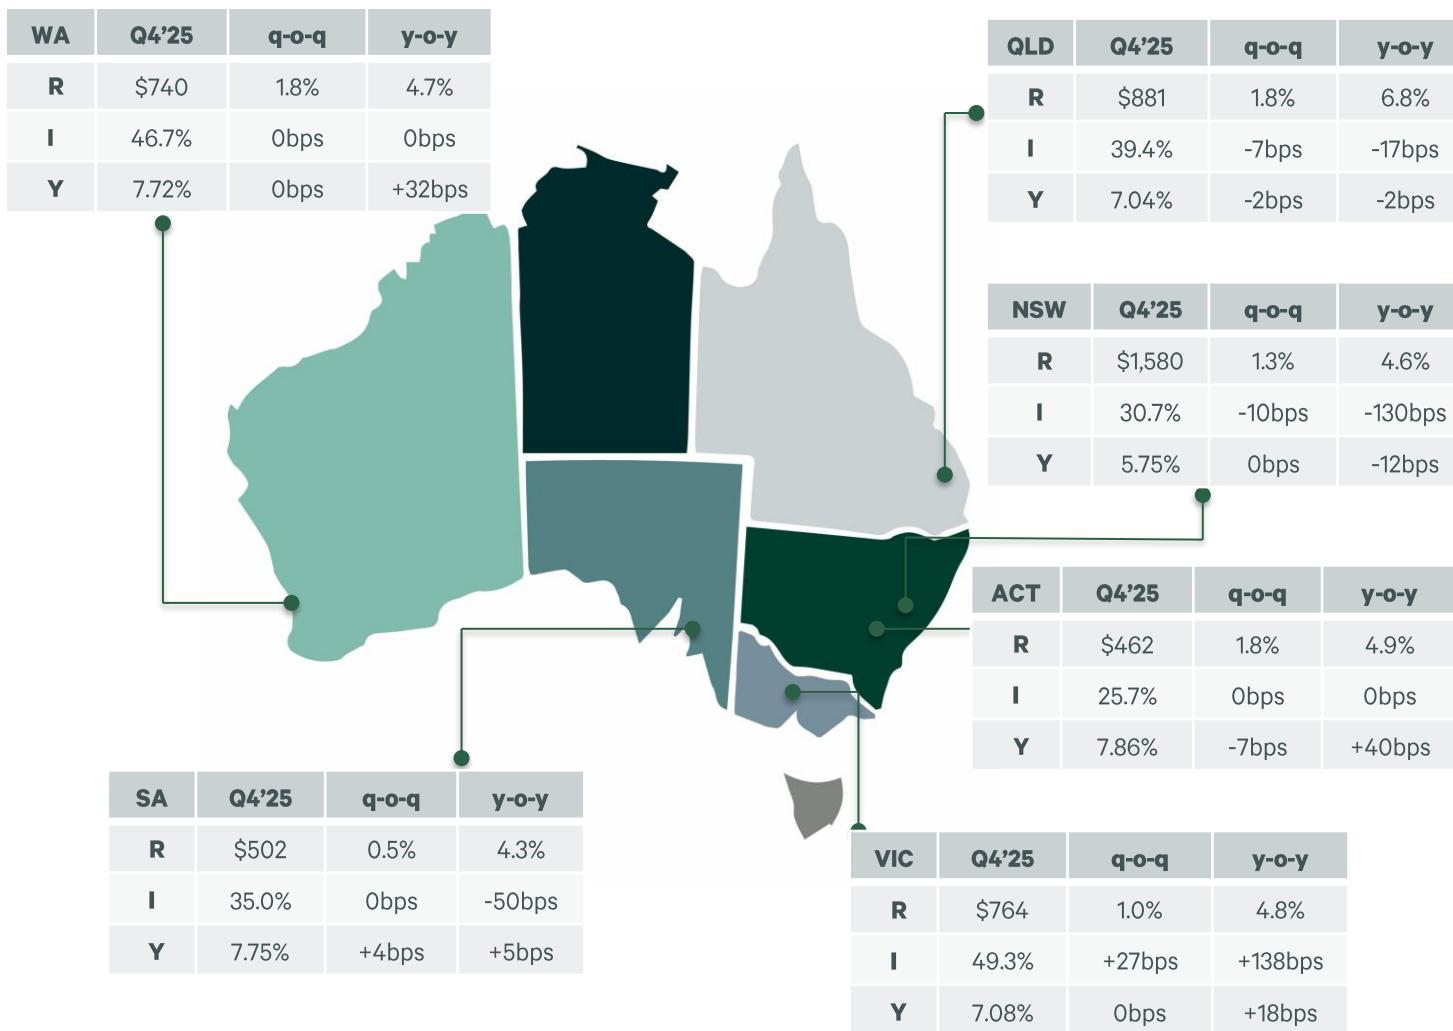 WA Q4’25 q-o-q y-o-y
R $740 1.8% 4.7%
I 46.7% 0bps 0bps
Y 7.72% 0bps +32bps
QLD Q4’25 q-o-q y-o-y
R $881 1.8% 6.8%
I 39.4% -7bps -17bps
Y 7.04% -2bps -2bps
NSW Q4’25 q-o-q y-o-y
R $1,580 1.3% 4.6%
I 30.7% -10bps -130bps
Y 5.75% 0bps -12bps
ACT Q4’25 q-o-q y-o-y
R $462 1.8% 4.9%
I 25.7% 0bps 0bps
Y 7.86% -7bps +40bps
SA Q4’25 q-o-q y-o-y
R $502 0.5% 4.3%
I 35.0% 0bps -50bps
Y 7.75% +4bps +5bps
VIC Q4’25 q-o-q y-o-y
R $764 1.0% 4.8%
I 49.3% +27bps +138bps
Y 7.08% 0bps +18bps